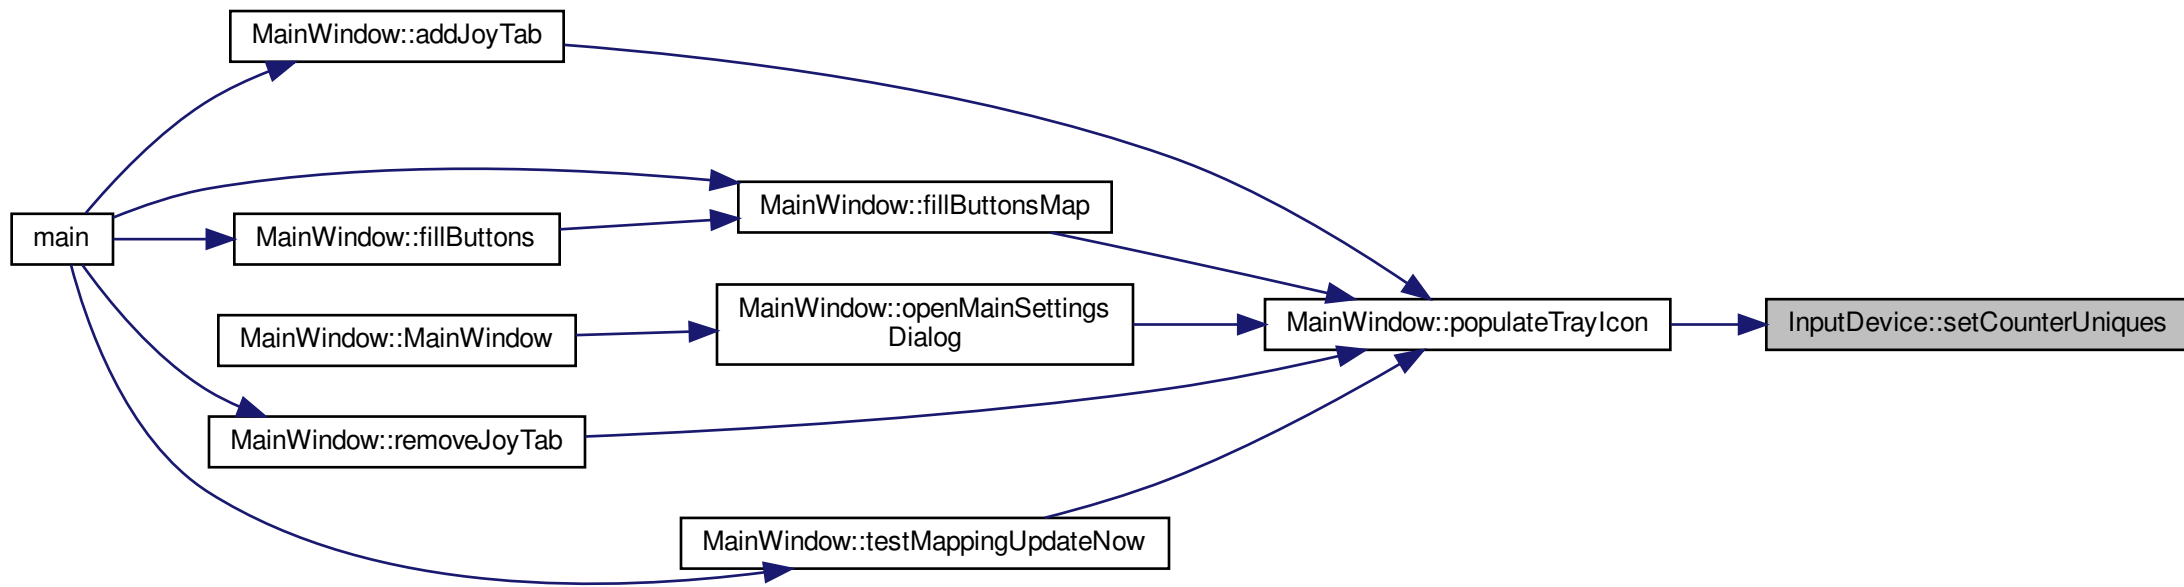 MainWindow::addJoyTab
MainWindow::fillButtonsMap
main
MainWindow::fillButtons
MainWindow::openMainSettings
Dialog
MainWindow::MainWindow
MainWindow::populateTrayIcon
InputDevice::setCounterUniques
MainWindow::removeJoyTab
MainWindow::testMappingUpdateNow